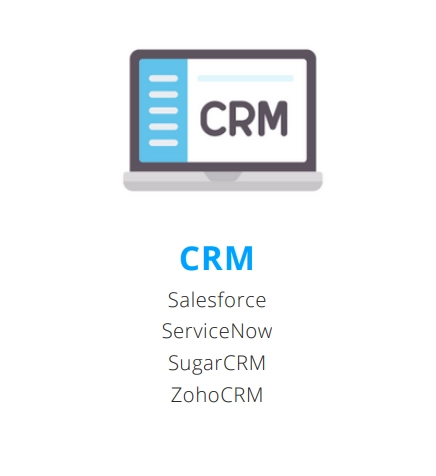 CRM
CRM
Salesforce
ServiceNow
SugarCRM
ZohoCRM